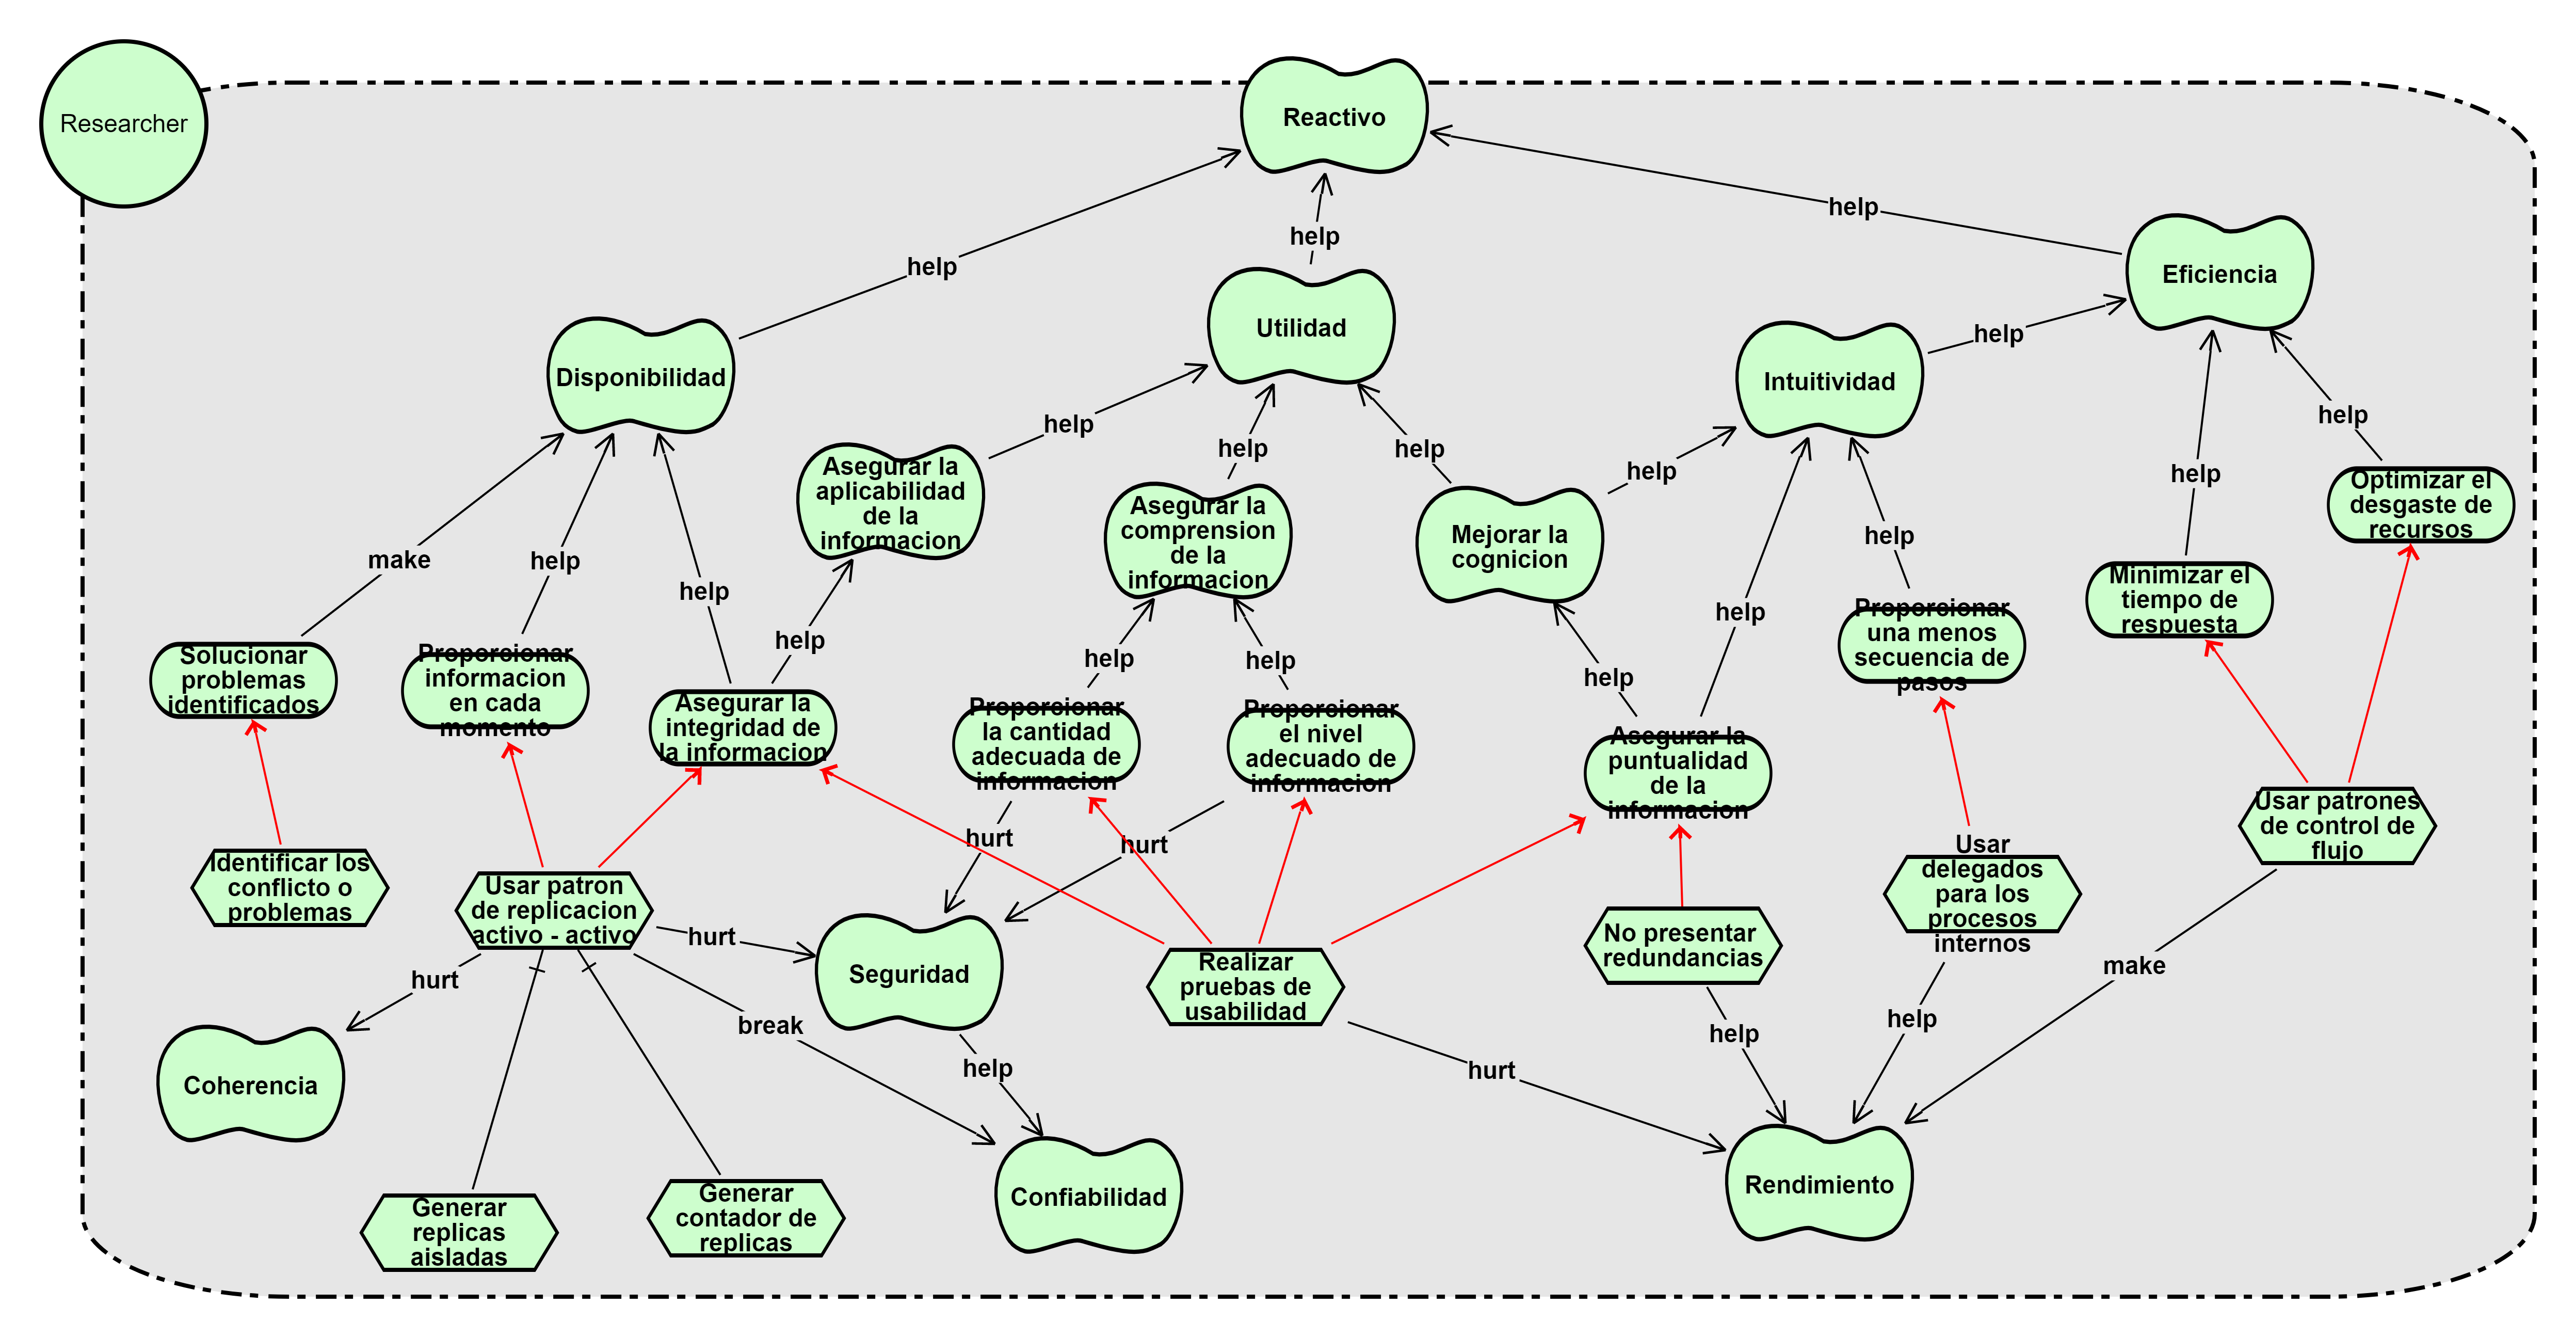 Researcher
Reactivo
help
help
help
Eficiencia
Utilidad
Disponibilidad
Intuitividad
help
help
help
help
help
help
help
help
Asegurar la
aplicabilidad
de la
informacion
Asegurar la
comprension
de la
informacion
Mejorar la
cognicion
Optimizar el
desgaste de
recursos
make
help
help
help
help
help
help
help
help
Minimizar el
tiempo de
respuesta
Proporcionar
una menos
secuencia de
pasos
Solucionar
problemas
identificados
Proporcionar
informacion
en cada
momento
Asegurar la
integridad de
la informacion
Proporcionar
la cantidad
adecuada de
informacion
Proporcionar
el nivel
adecuado de
informacion
Asegurar la
puntualidad
de la
informacion
hurt
hurt
Usar patrones
de control de
flujo
Identificar los
conflicto o
problemas
Usar patron
de replicacion
activo - activo
Usar
delegados
para los
procesos
internos
No presentar
redundancias
hurt
hurt
Seguridad
Realizar
pruebas de
usabilidad
make
break
help
hurt
help
help
Coherencia
Generar
replicas
aisladas
Generar
contador de
replicas
Confiabilidad
Rendimiento